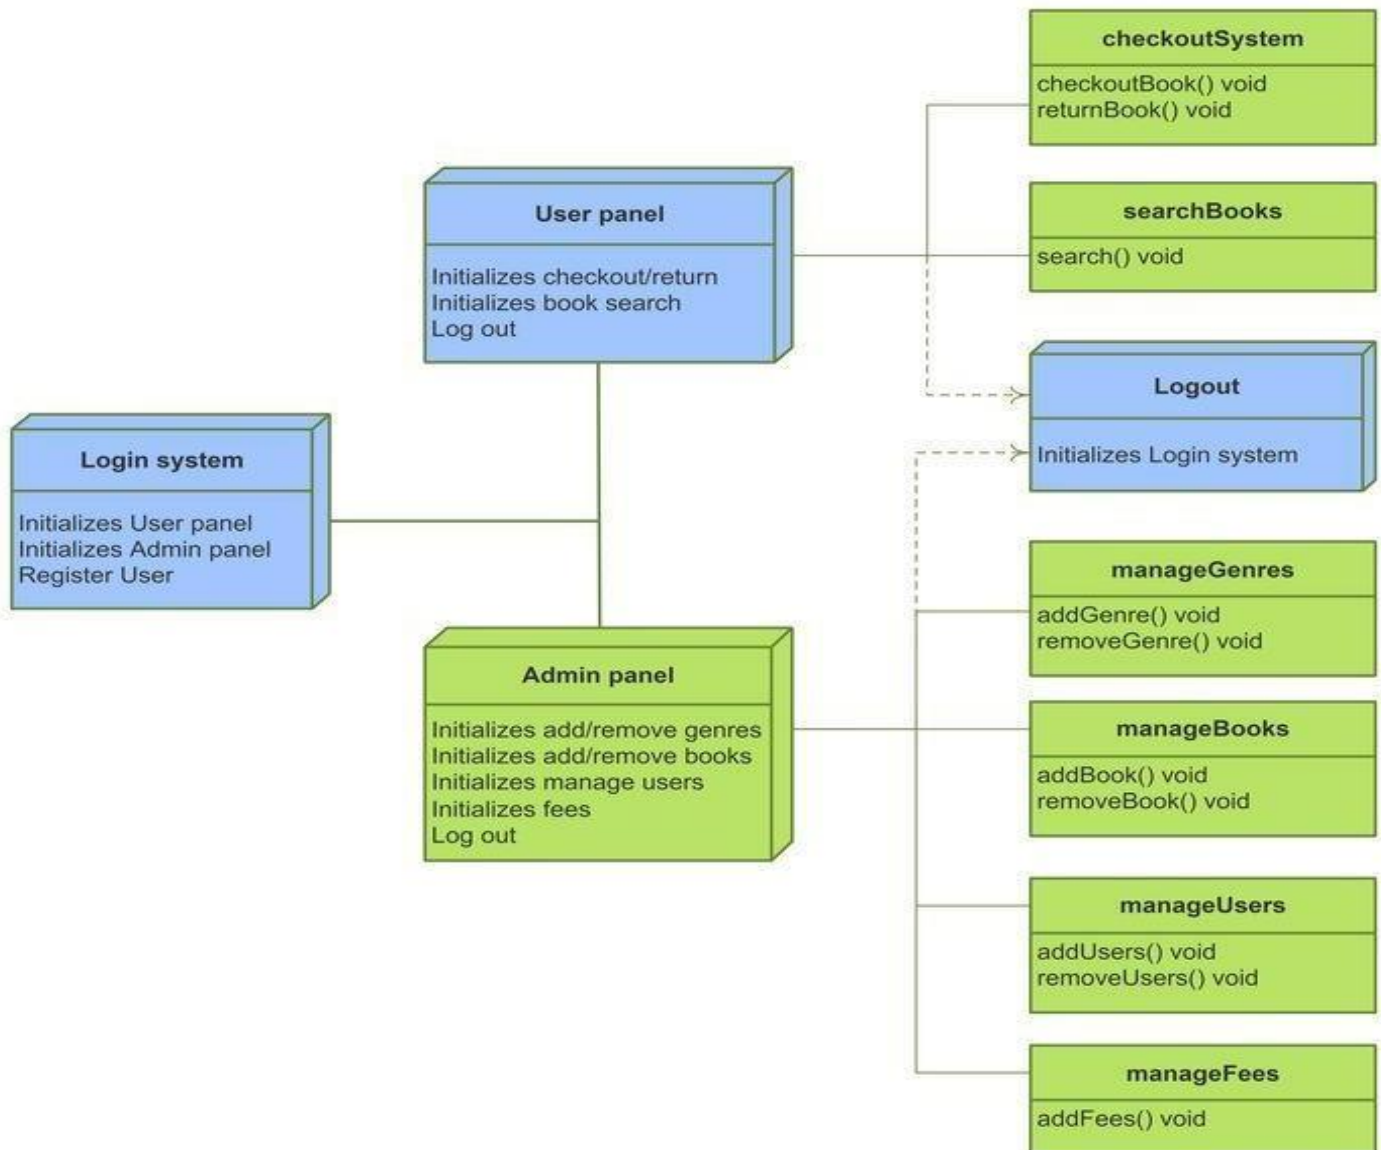 checkoutSystem
checkoutBook() void
returnBook() void
User panel
Initializes checkout/return
Initializes book search
Log out
searchBooks
search() void
Logout
Initializes Login system
Login system
Initializes User panel
Initializes Admin panel
Register User
Admin panel
Initializes add/remove genres
Initializes add/remove books
Initializes manage users
Initializes fees
Log out
manageGenres
addGenre() void
removeGenre() void
manageBooks
addBook() void
removeBook() void
manageUsers
addUsers() void
removeUsers() void
manageFees
addFees() void